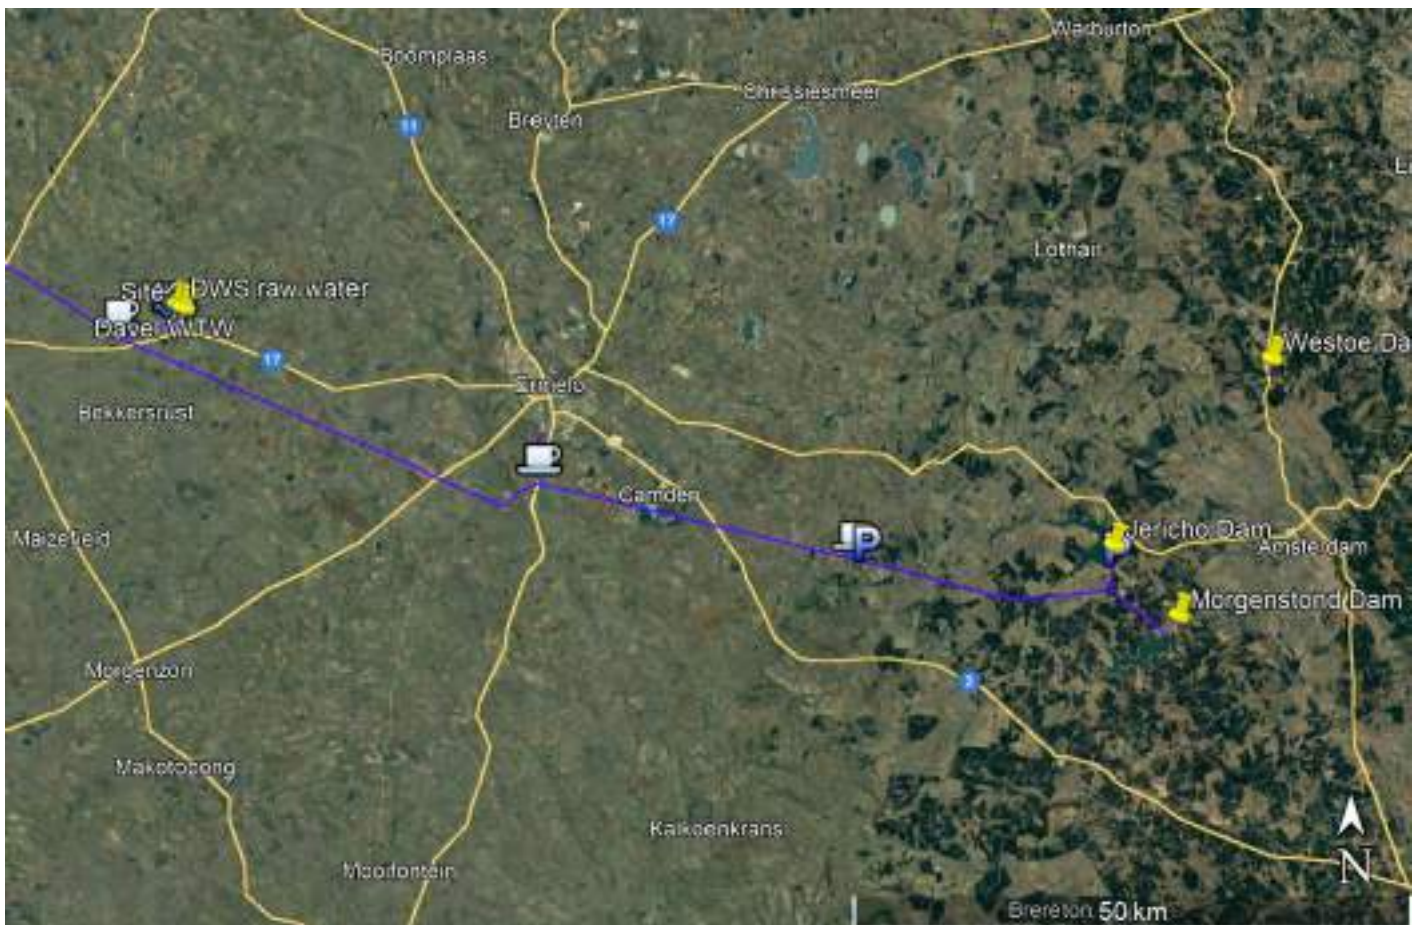 Warburton
Boomplaas
Chrissiesmeer
Breyten
11
17
Lothair
DWS raw water
Site
Davel WTW
Westoe Da
17
Ermelo
Bekkersrust
Camden
P
Jericho Dam
Maizefield
Amsterdam
Morgenstond Dam
Morgenzon
2
Kalkoenkrans
Mooifontein
N
Brereton 50 km